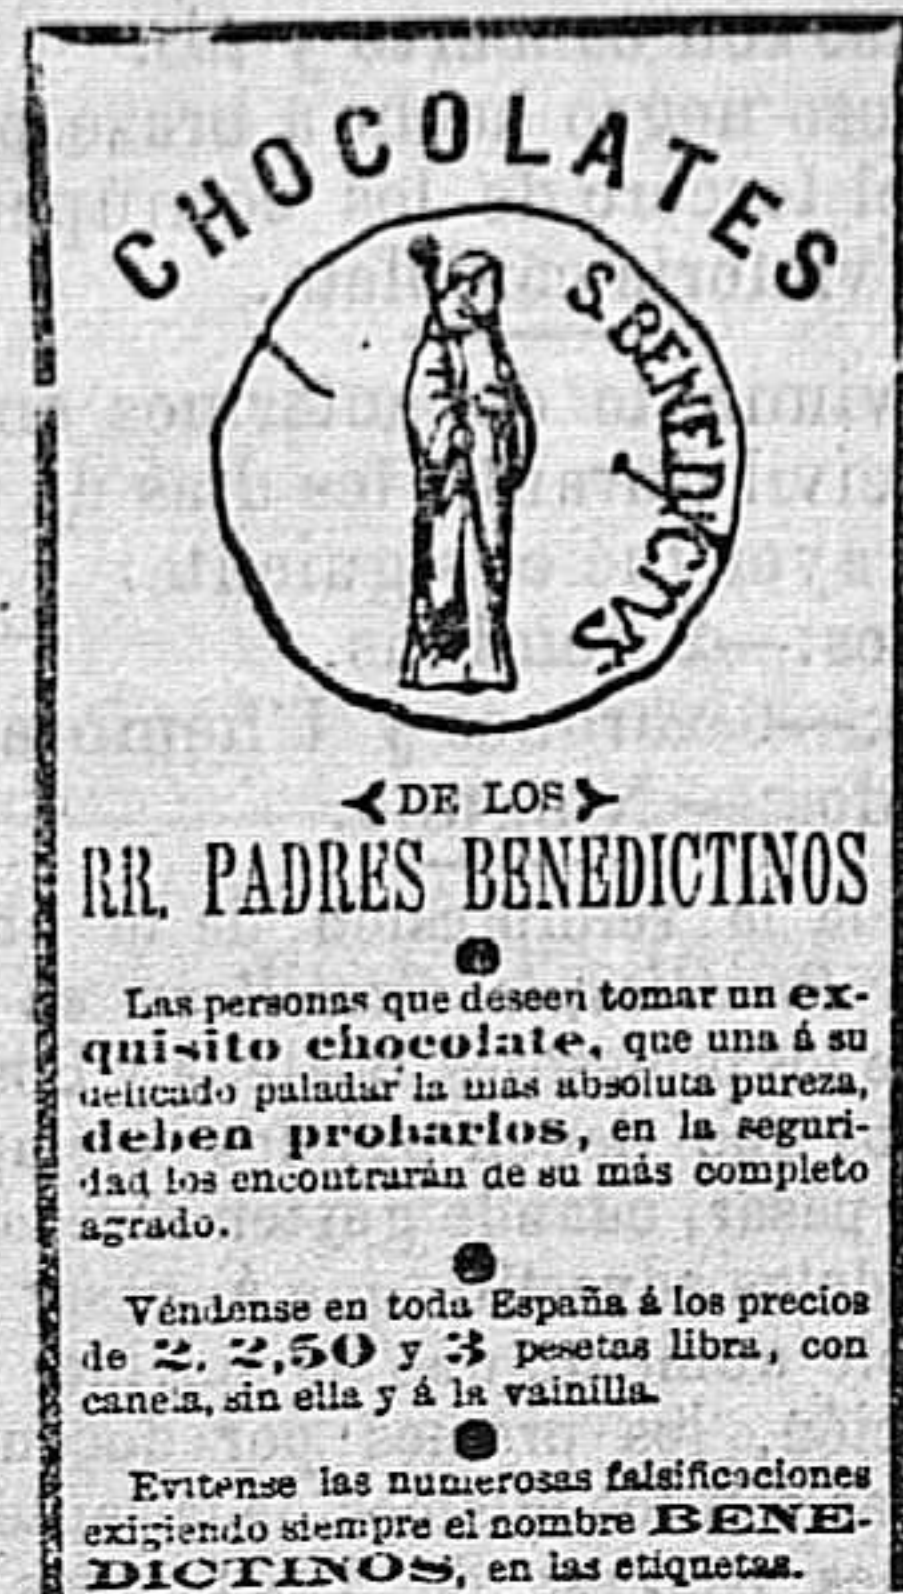 CHOCOLATES
S. BENEDICTVS
DE LOS
RR. PADRES BENEDICTINOS
Las personas que deseen tomar un ex-
quisito chocolate, que una á su
delicado paladar la mas absoluta pureza,
deben probarlos, en la seguri-
dad los encontrarán de su más completo
agrado.
Véndense en toda España á los precios
de 2, 2,50 y 3 pesetas libra, con
canela, sin ella y á la vainilla.
Evitense las numerosas falsificaciones
exigiendo siempre el nombre BENE-
DICTINOS, en las etiquetas.